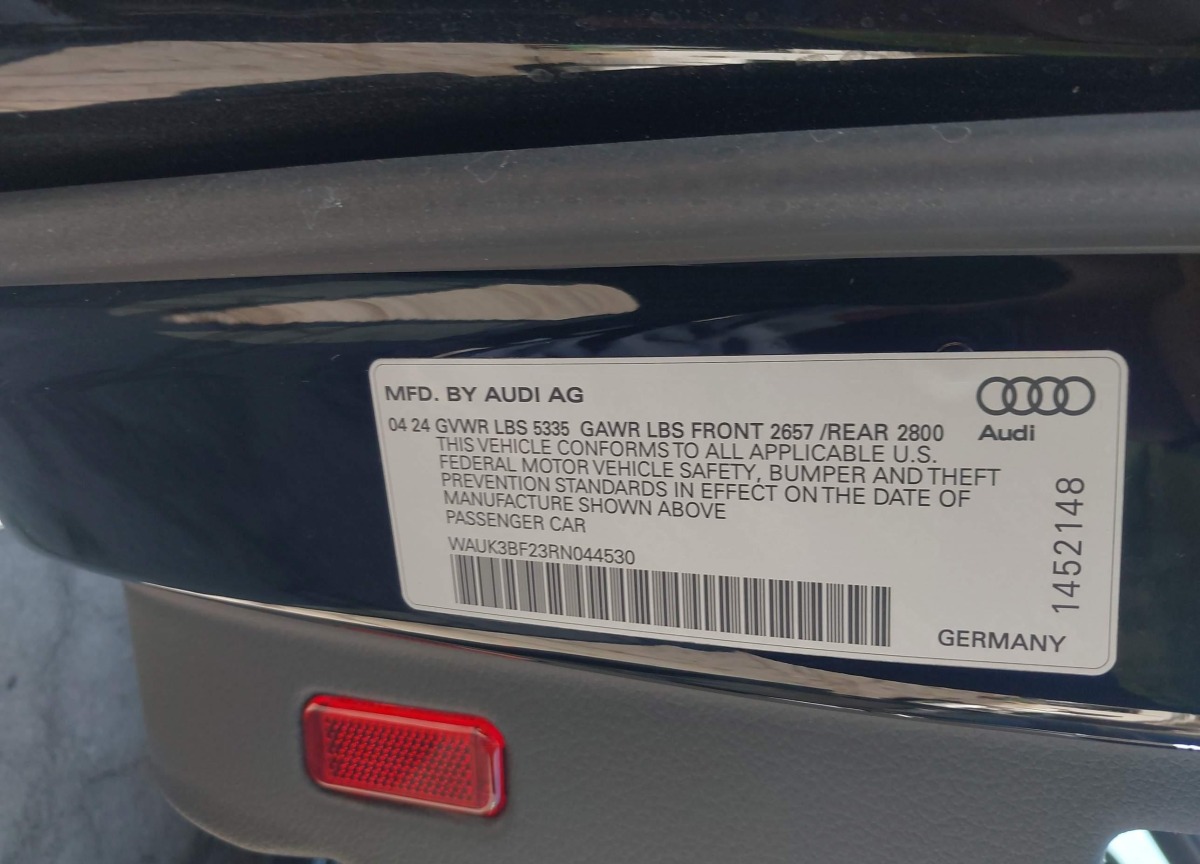 MFD. BY AUDI AG
04 24 GVWR LBS 5335 GAWR LBS FRONT 2657 /REAR 2800
THIS VEHICLE CONFORMS TO ALL APPLICABLE U.S.
FEDERAL MOTOR VEHICLE SAFETY, BUMPER AND THEFT
PREVENTION STANDARDS IN EFFECT ON THE DATE OF
MANUFACTURE SHOWN ABOVE
PASSENGER CAR
WAUK3BF23RN044530
Audi
1452148
GERMANY